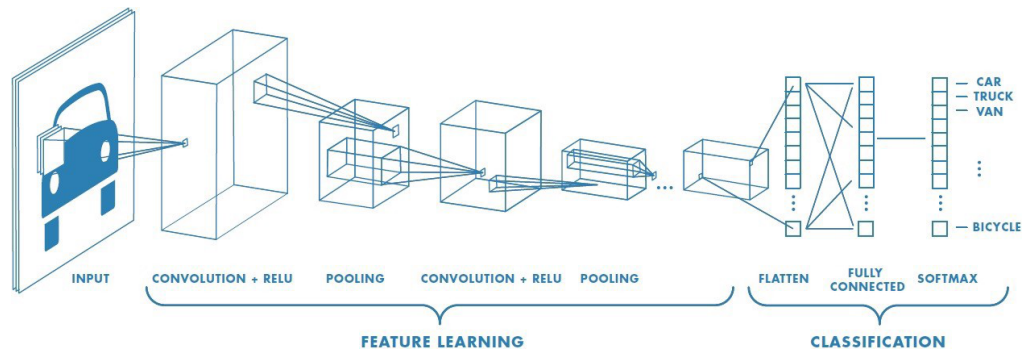 CAR
TRUCK
VAN
BICYCLE
INPUT
CONVOLUTION + RELU
POOLING
CONVOLUTION + RELU
POOLING
FLATTEN
FULLY
CONNECTED
SOFTMAX
FEATURE LEARNING
CLASSIFICATION